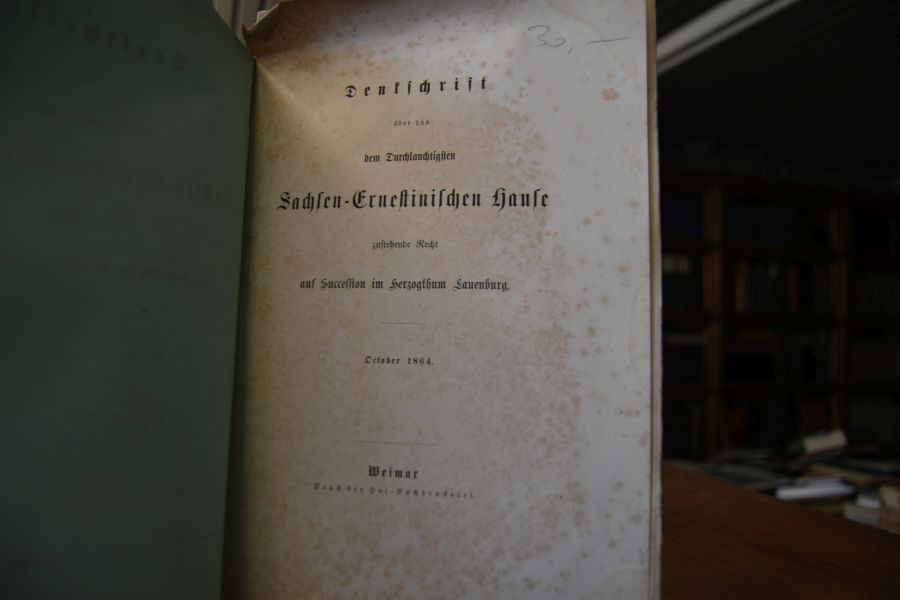 30,—
Denkschrift
über das
dem Durchlauchtigsten
Sachsen-Ernestinischen Hause
zustehende Recht
auf Succession im Herzogthum Lauenburg.
October 1864.
Weimar
Druck der Hof-Buchdruckerei.